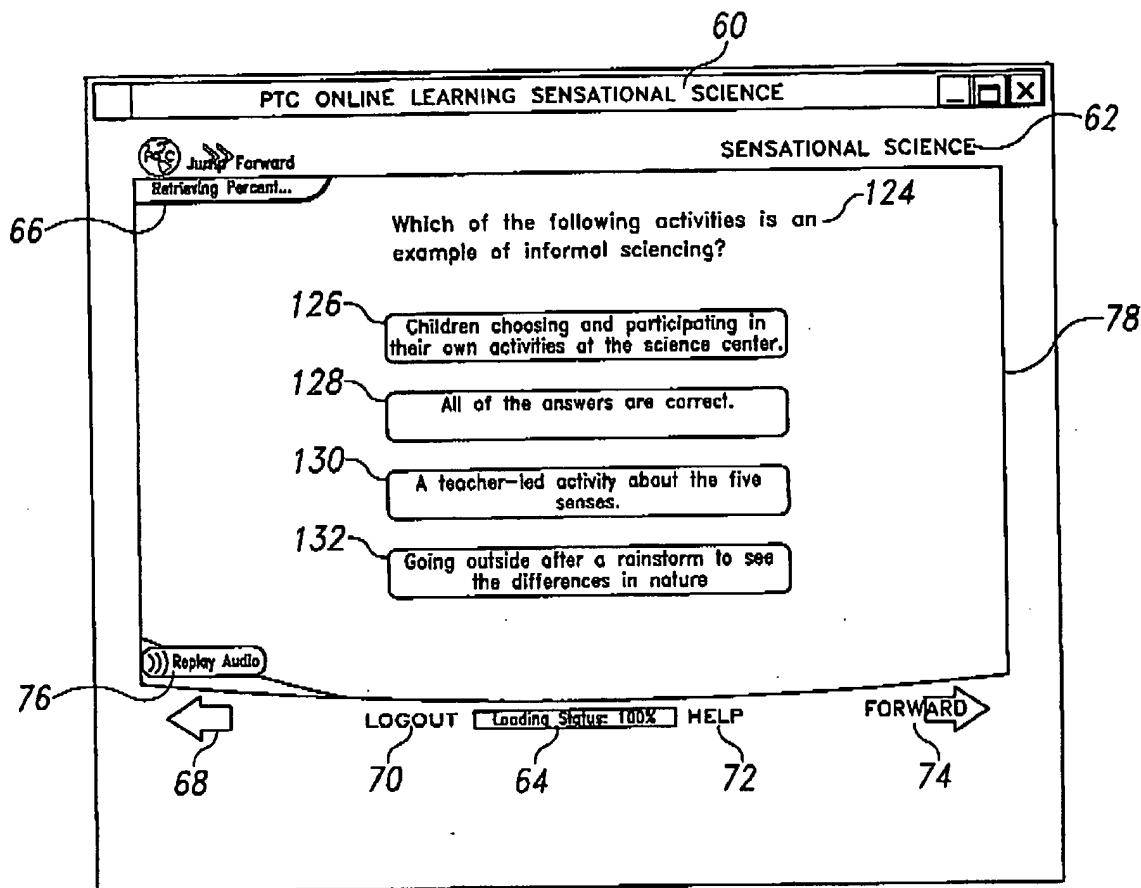 60
PTC ONLINE LEARNING SENSATIONAL SCIENCE
62
PTC Jump Forward
SENSATIONAL SCIENCE
Retrieving Percent...
66
124
Which of the following activities is an
example of informal sciencing?
126
Children choosing and participating in
their own activities at the science center.
78
128
All of the answers are correct.
130
A teacher-led activity about the five
senses.
132
Going outside after a rainstorm to see
the differences in nature
Replay Audio
76
LOGOUT
Loading Status: 100%
HELP
FORWARD
68
70
64
72
74